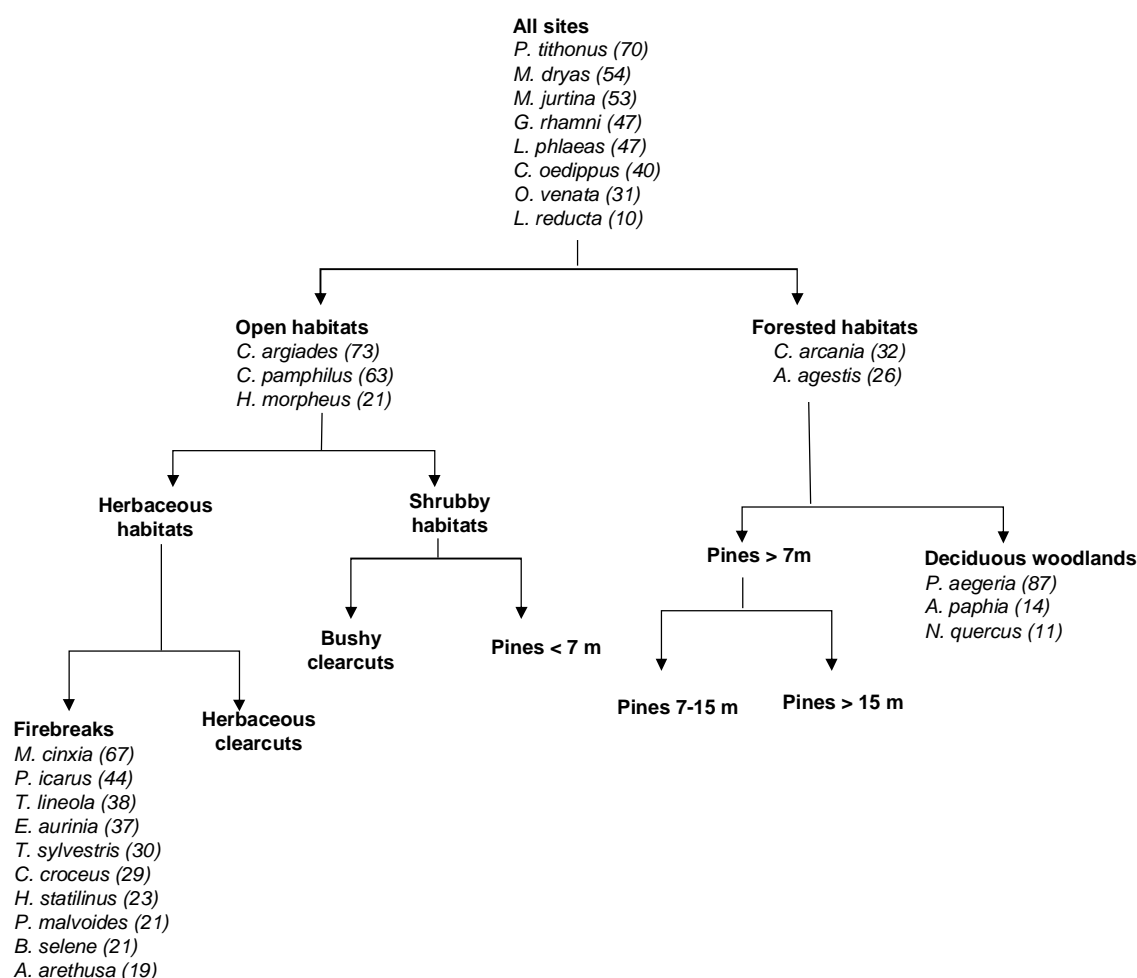 All sites
P. tithonus (70)
M. dryas (54)
M. jurtina (53)
G. rhamni (47)
L. phlaeas (47)
C. oedippus (40)
O. venata (31)
L. reducta (10)
Open habitats
C. argiades (73)
C. pamphilus (63)
H. morpheus (21)
Forested habitats
C. arcania (32)
A. agestis (26)
Herbaceous
habitats
Shrubby
habitats
Pines > 7m
Deciduous woodlands
P. aegeria (87)
A. paphia (14)
N. quercus (11)
Bushy
clearcuts
Pines < 7 m
Pines 7-15 m
Pines > 15 m
Firebreaks
M. cinxia (67)
P. icarus (44)
T. lineola (38)
E. aurinia (37)
T. sylvestris (30)
C. croceus (29)
H. statilinus (23)
P. malvoides (21)
B. selene (21)
A. arethusa (19)
Herbaceous
clearcuts